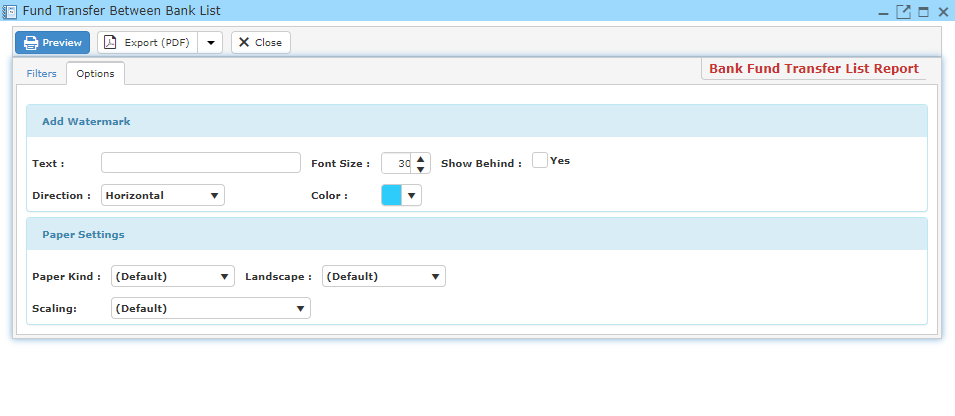 Fund Transfer Between Bank List
Preview Export (PDF) Close
Filters Options Bank Fund Transfer List Report
Add Watermark
Text : Font Size : 30 Show Behind : Yes
Direction : Horizontal Color :
Paper Settings
Paper Kind : (Default) Landscape : (Default)
Scaling: (Default)